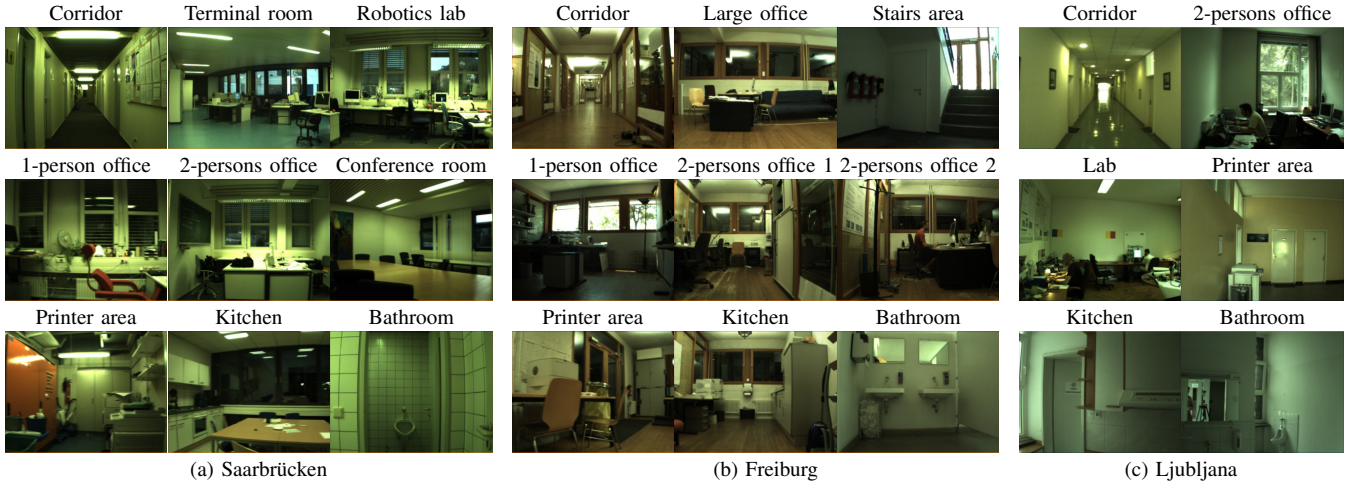 Corridor Terminal room Robotics lab
1-person office 2-persons office Conference room
Printer area Kitchen Bathroom
(a) Saarbrücken
Corridor Large office Stairs area
1-person office 2-persons office 1 2-persons office 2
Printer area Kitchen Bathroom
(b) Freiburg
Corridor 2-persons office
Lab Printer area
Kitchen Bathroom
(c) Ljubljana